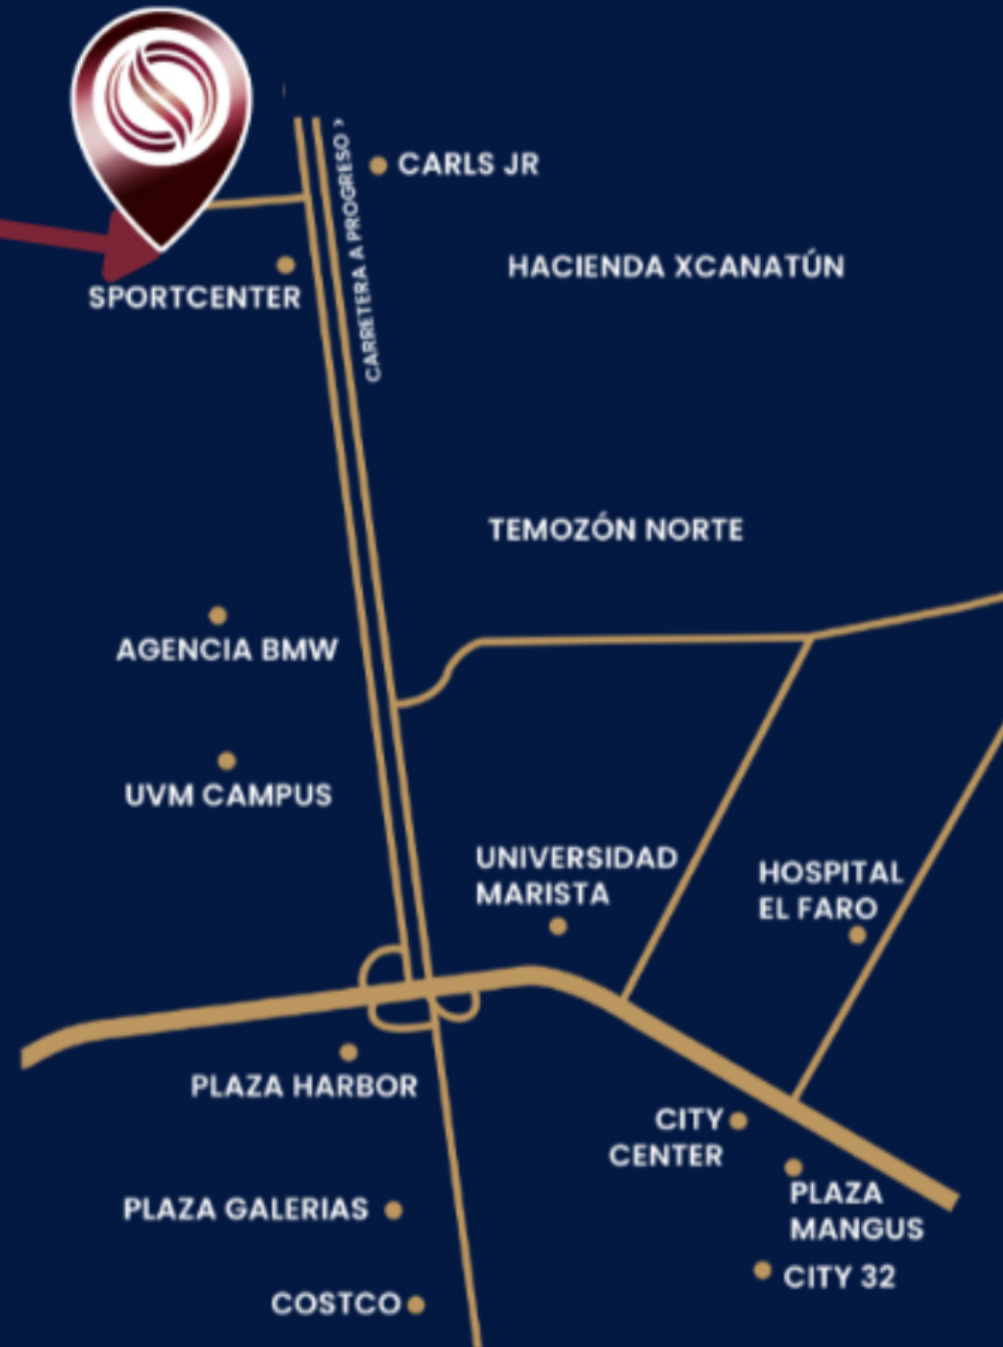 CARRETERA A PROGRESO >
CARLS JR
HACIENDA XCANATÚN
SPORTCENTER
TEMOZÓN NORTE
AGENCIA BMW
UVM CAMPUS
UNIVERSIDAD
MARISTA
HOSPITAL
EL FARO
PLAZA HARBOR
CITY
CENTER
PLAZA
MANGUS
PLAZA GALERIAS
CITY 32
COSTCO